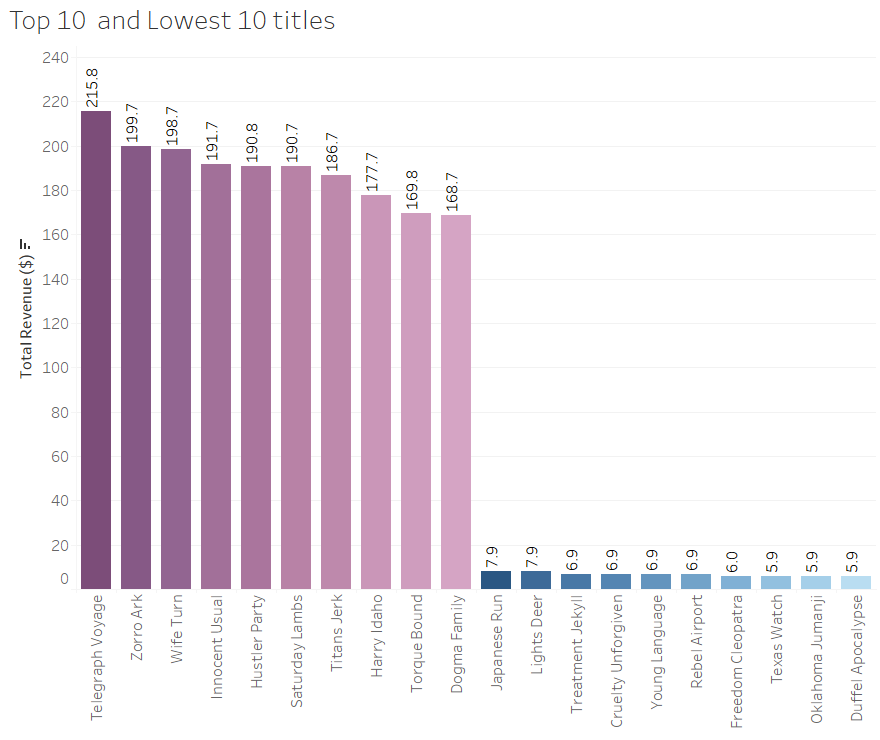 Top 10  and Lowest 10 titles
Total Revenue ($)
240
220
200
180
160
140
120
100
80
60
40
20
0
215.8
199.7
198.7
191.7
190.8
190.7
186.7
177.7
169.8
168.7
7.9
7.9
6.9
6.9
6.9
6.9
6.0
5.9
5.9
5.9
Telegraph Voyage
Zorro Ark
Wife Turn
Innocent Usual
Hustler Party
Saturday Lambs
Titans Jerk
Harry Idaho
Torque Bound
Dogma Family
Japanese Run
Lights Deer
Treatment Jekyll
Cruelty Unforgiven
Young Language
Rebel Airport
Freedom Cleopatra
Texas Watch
Oklahoma Jumanji
Duffel Apocalypse